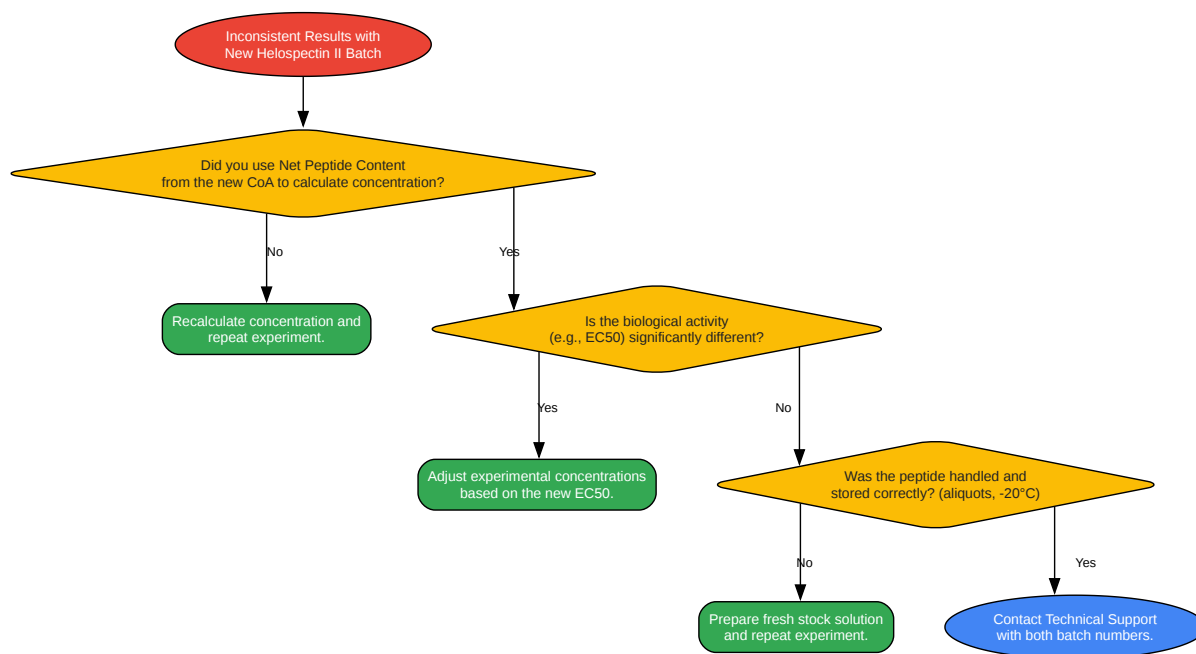 Inconsistent Results with
New Helospectin II Batch
Did you use Net Peptide Content
from the new CoA to calculate concentration?
No
Yes
Recalculate concentration and
repeat experiment.
Is the biological activity
(e.g., EC50) significantly different?
Yes
No
Adjust experimental concentrations
based on the new EC50.
Was the peptide handled and
stored correctly? (aliquots, -20°C)
No
Yes
Prepare fresh stock solution
and repeat experiment.
Contact Technical Support
with both batch numbers.